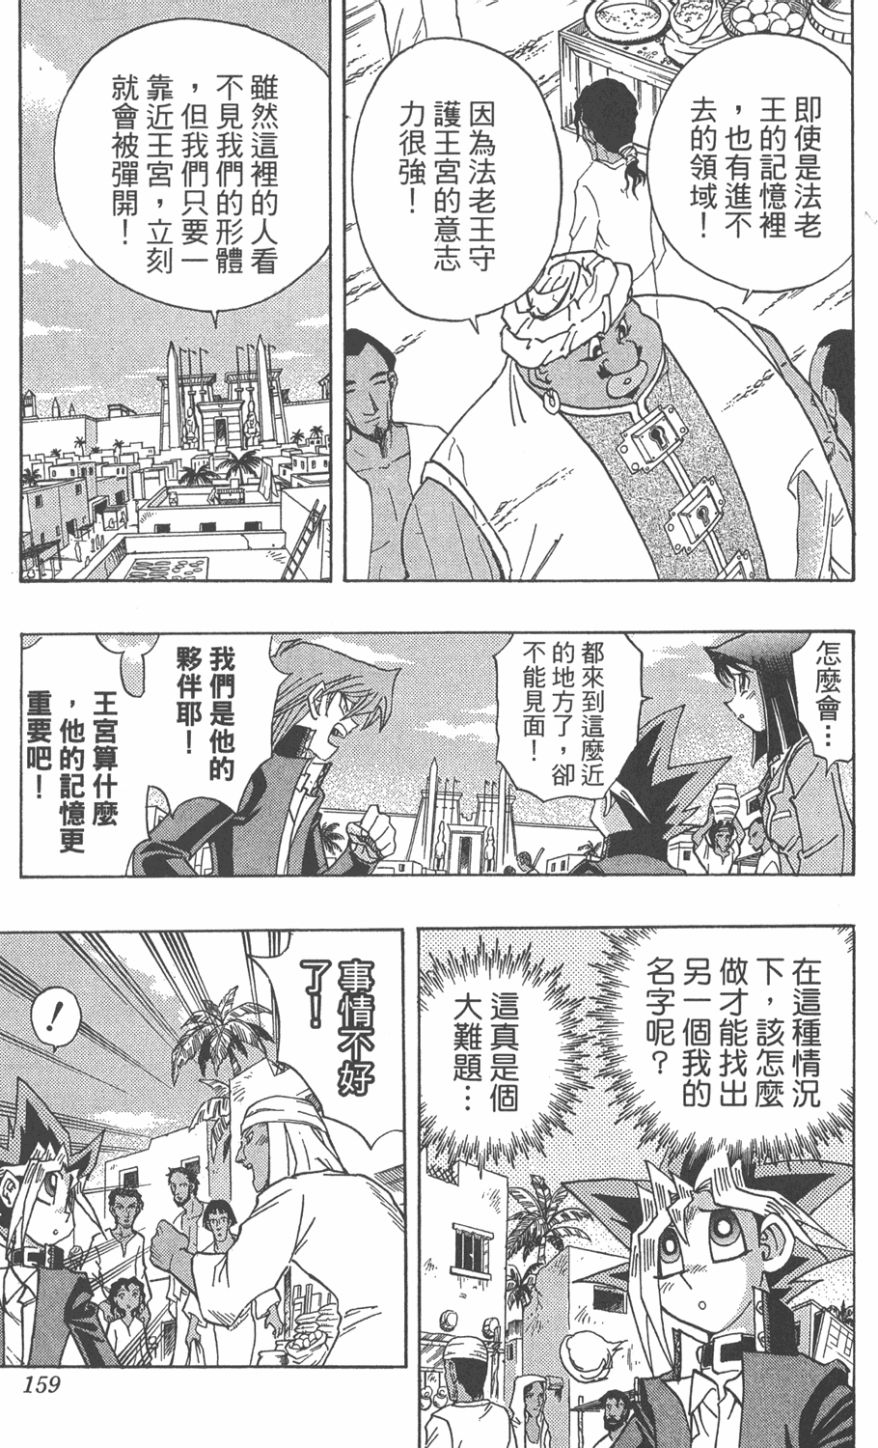 即使是法老
王的記憶裡
，也有進不
去的領域！
因為法老王守
護王宮的意志
力很強！
雖然這裡的人看
不見我們的形體
，但我們只要一
靠近王宮，立刻
就會被彈開！
怎麼會…
都來到這麼近
的地方了，卻
不能見面！
我們是他的
夥伴耶！
王宮算什麼
，他的記憶更
重要吧！
在這種情況
下，該怎麼
做才能找出
另一個我的
名字呢？
這真是個
大難題…
事情不好
了！
！
159